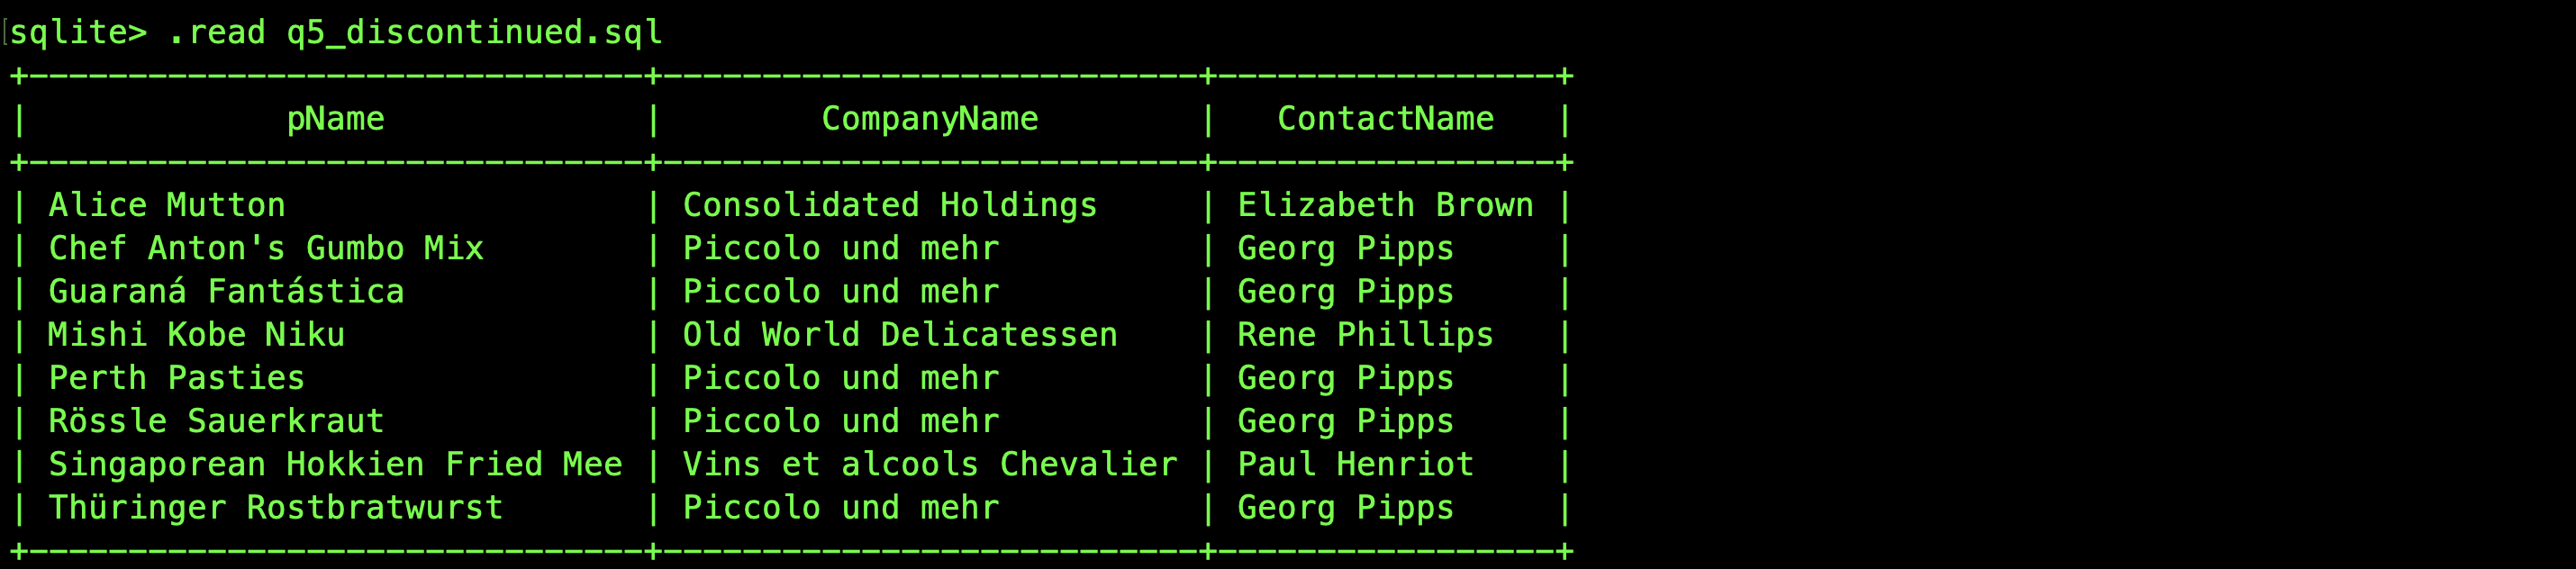 sqlite> .read q5_discontinued.sql
+-------------------------------+---------------------------+-----------------+
|             pName             |        CompanyName        |   ContactName   |
+-------------------------------+---------------------------+-----------------+
| Alice Mutton                  | Consolidated Holdings     | Elizabeth Brown |
| Chef Anton's Gumbo Mix        | Piccolo und mehr          | Georg Pipps     |
| Guaraná Fantástica            | Piccolo und mehr          | Georg Pipps     |
| Mishi Kobe Niku               | Old World Delicatessen    | Rene Phillips   |
| Perth Pasties                 | Piccolo und mehr          | Georg Pipps     |
| Rössle Sauerkraut             | Piccolo und mehr          | Georg Pipps     |
| Singaporean Hokkien Fried Mee | Vins et alcools Chevalier | Paul Henriot    |
| Thüringer Rostbratwurst       | Piccolo und mehr          | Georg Pipps     |
+-------------------------------+---------------------------+-----------------+